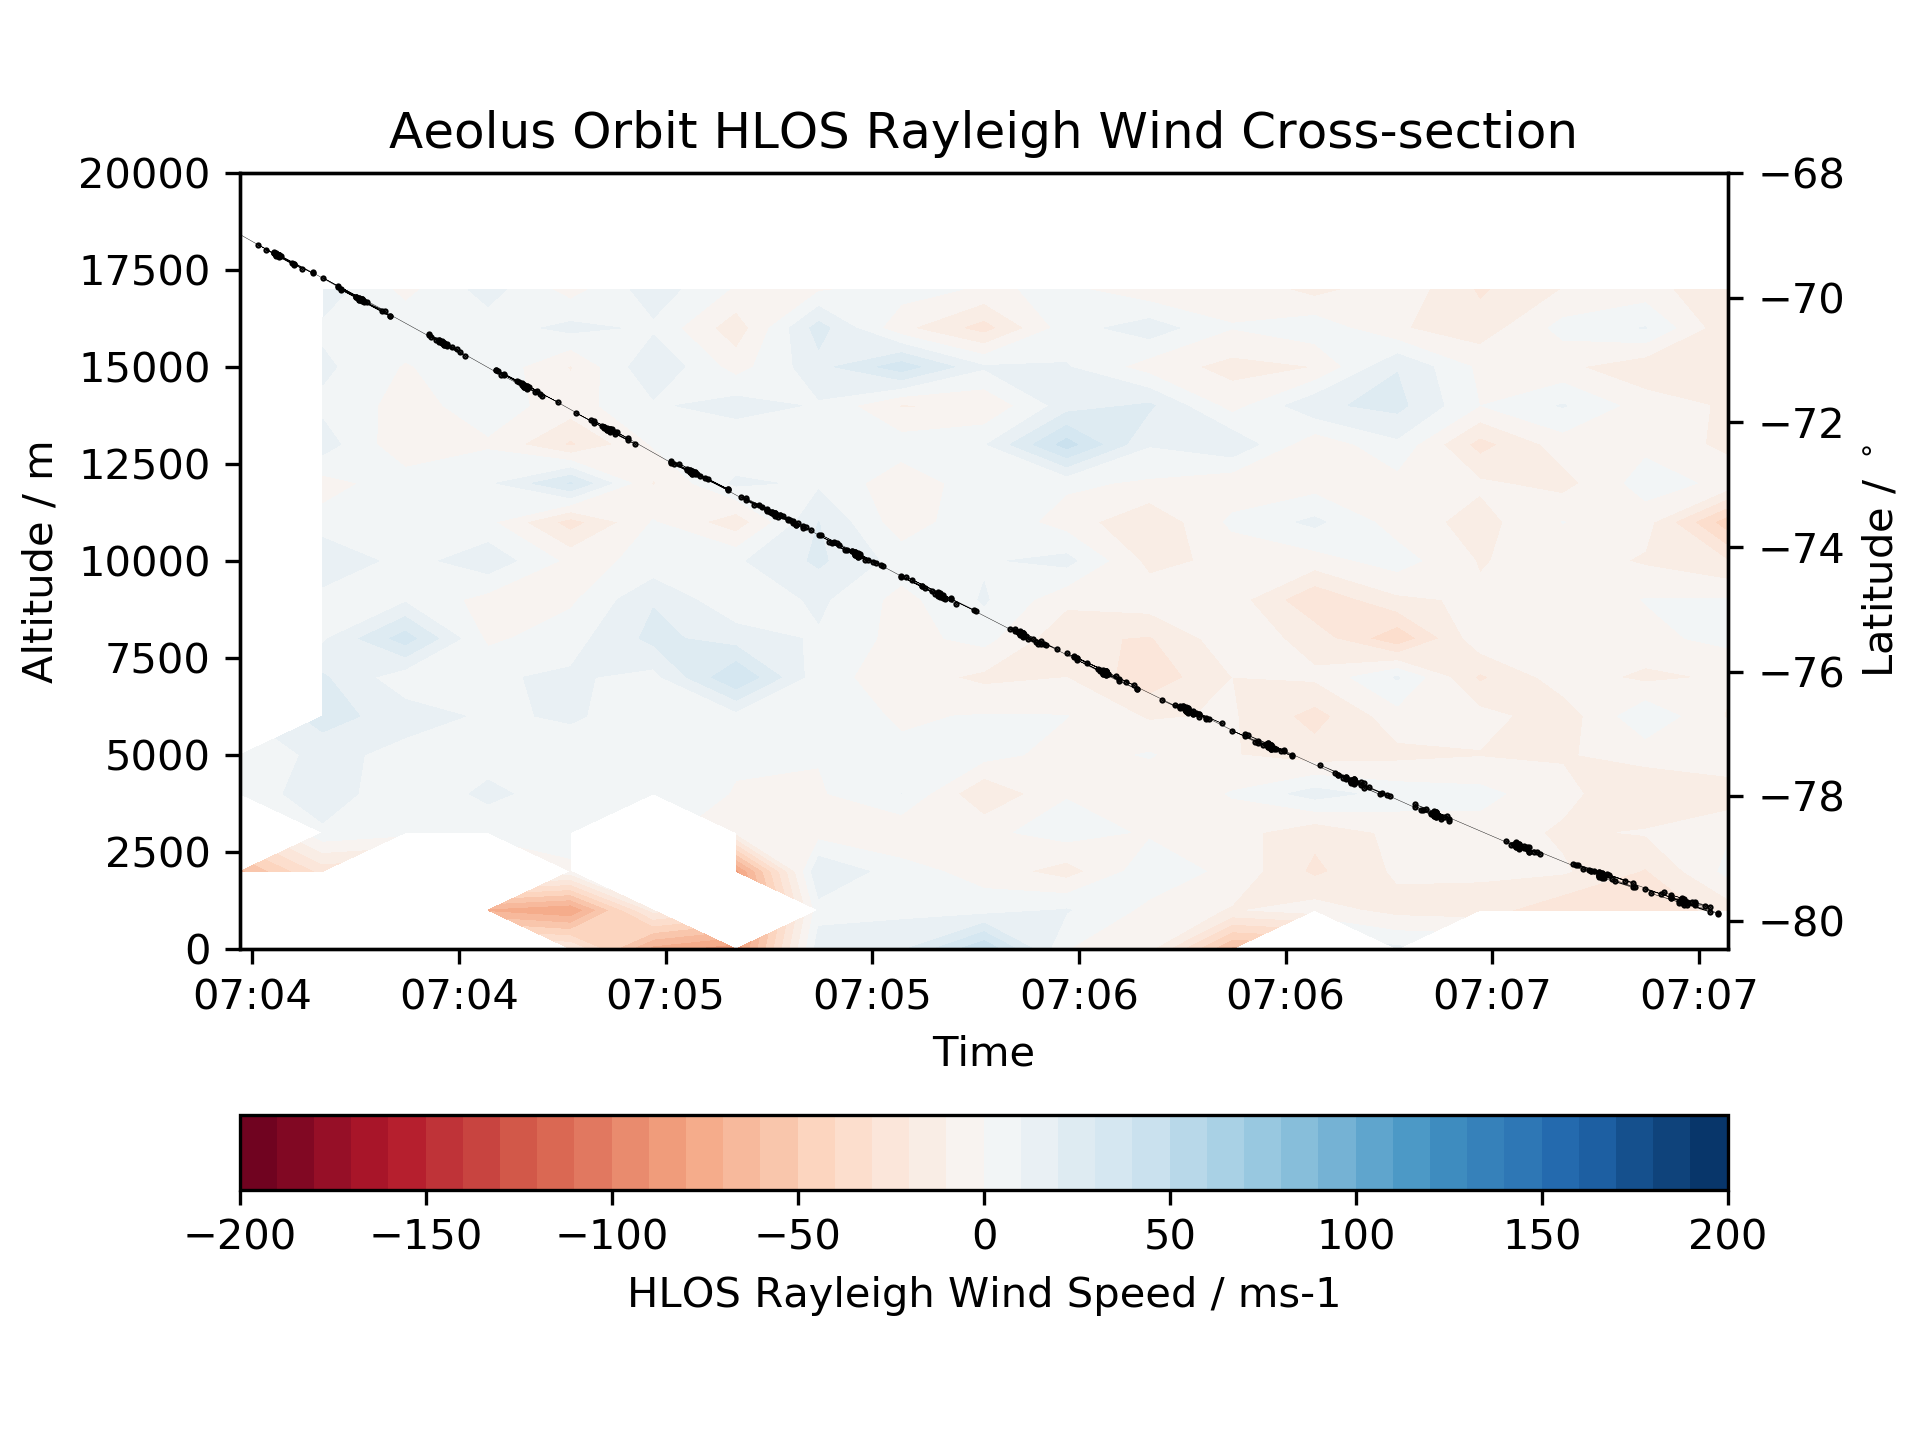 Aeolus Orbit HLOS Rayleigh Wind Cross-section
20000
17500
15000
12500
10000
7500
5000
2500
0
Altitude / m
−68
−70
−72
−74
−76
−78
−80
Latitude / °
07:04 07:04 07:05 07:05 07:06 07:06 07:07 07:07
Time
−200 −150 −100 −50 0 50 100 150 200
HLOS Rayleigh Wind Speed / ms-1